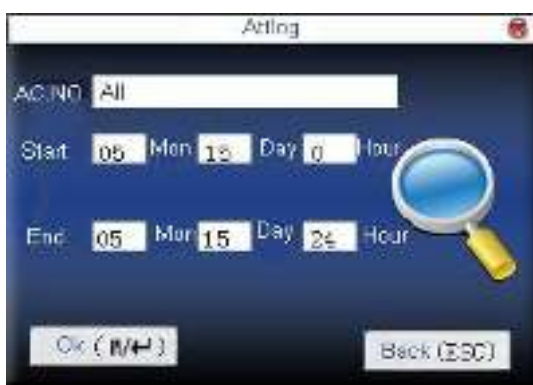 Attlog
AC.NO All
Start 05 Mon 15 Day 0 Hour
End 05 Mon 15 Day 24 Hour
Ok ( M/↵ ) Back (ESC)